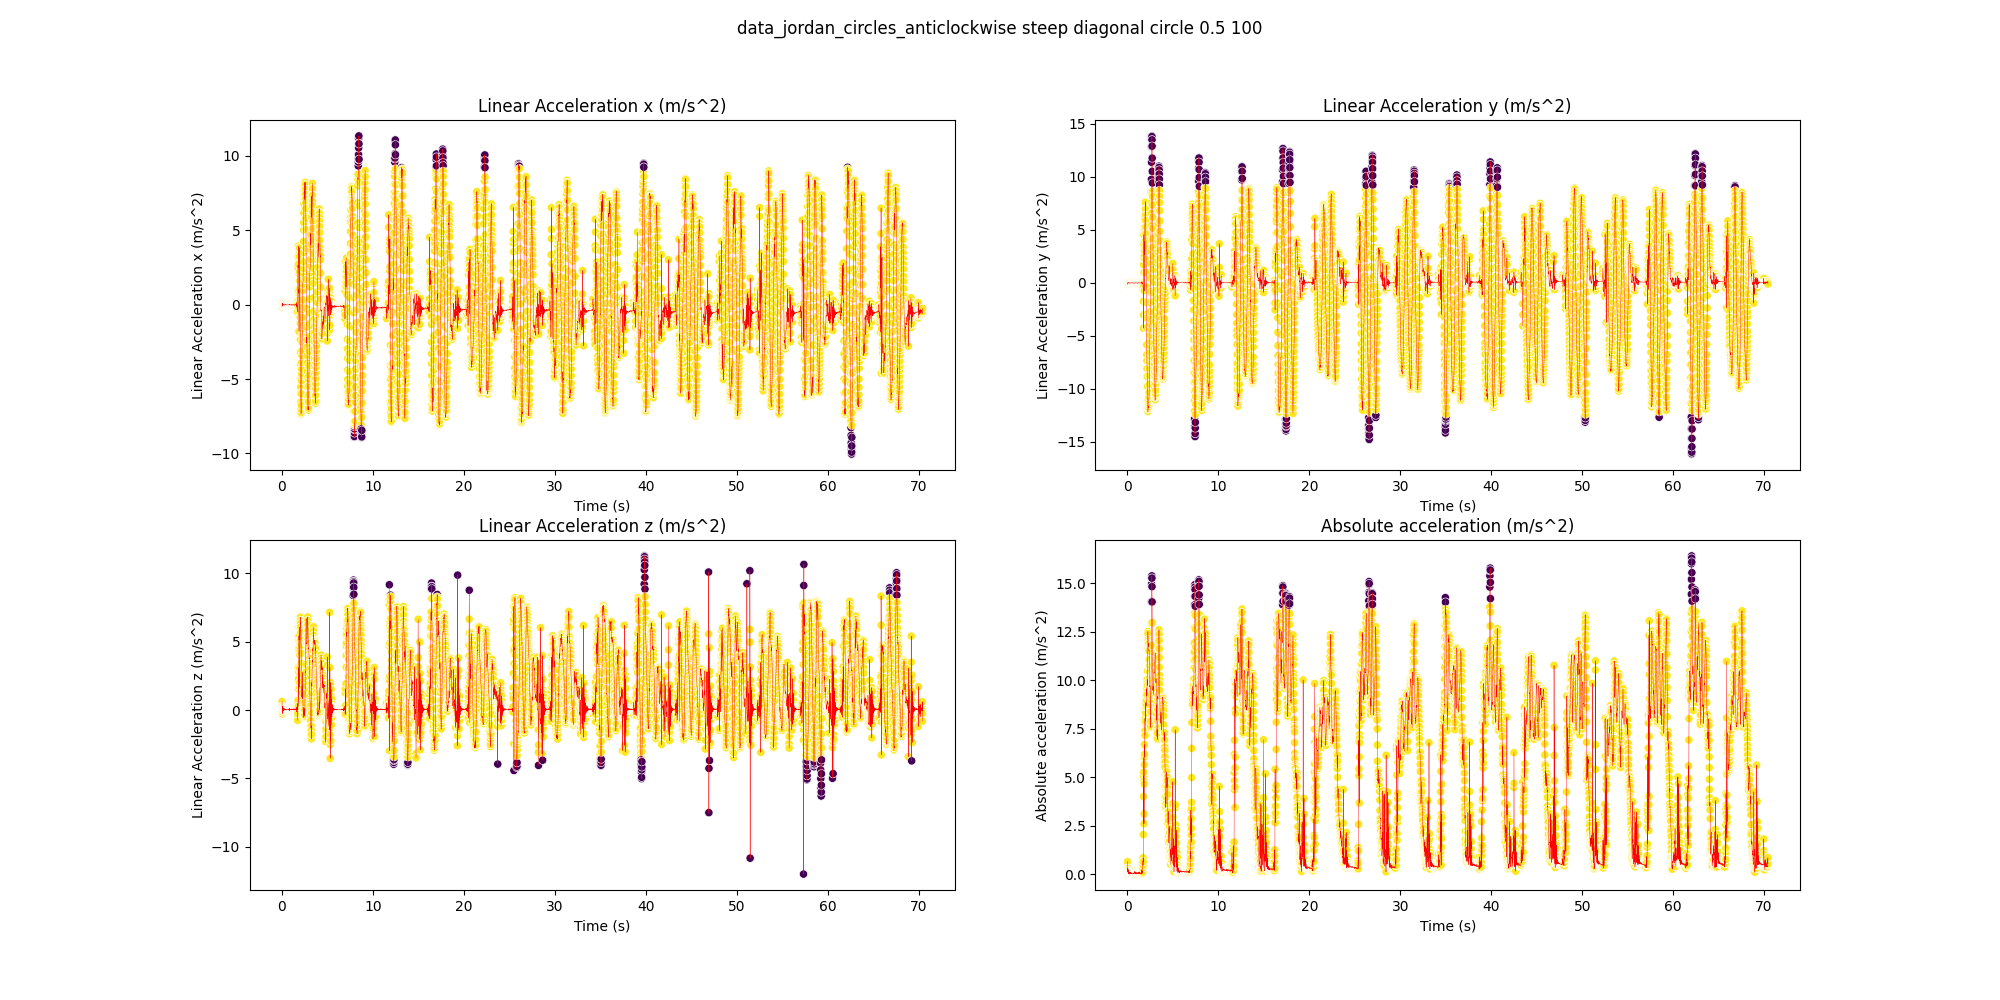 data_jordan_circles_anticlockwise steep diagonal circle 0.5 100
Linear Acceleration x (m/s^2)
Linear Acceleration x (m/s^2)
10
5
0
−5
−10
0 10 20 30 40 50 60 70
Time (s)
Linear Acceleration y (m/s^2)
Linear Acceleration y (m/s^2)
15
10
5
0
−5
−10
−15
0 10 20 30 40 50 60 70
Time (s)
Linear Acceleration z (m/s^2)
Linear Acceleration z (m/s^2)
10
5
0
−5
−10
0 10 20 30 40 50 60 70
Time (s)
Absolute acceleration (m/s^2)
Absolute acceleration (m/s^2)
15.0
12.5
10.0
7.5
5.0
2.5
0.0
0 10 20 30 40 50 60 70
Time (s)